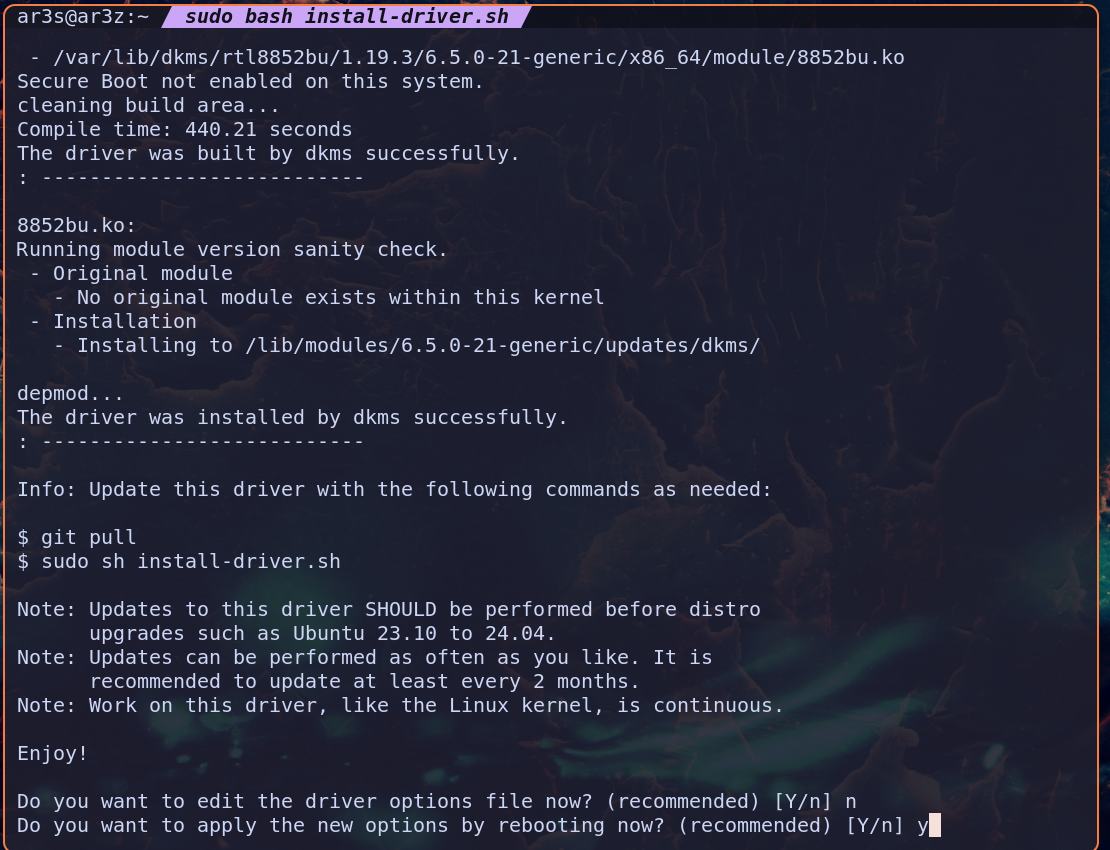 ar3s@ar3z:~ sudo bash install-driver.sh
- /var/lib/dkms/rtl8852bu/1.19.3/6.5.0-21-generic/x86_64/module/8852bu.ko
Secure Boot not enabled on this system.
cleaning build area...
Compile time: 440.21 seconds
The driver was built by dkms successfully.
: ---------------------------
8852bu.ko:
Running module version sanity check.
- Original module
- No original module exists within this kernel
- Installation
- Installing to /lib/modules/6.5.0-21-generic/updates/dkms/
depmod...
The driver was installed by dkms successfully.
: ---------------------------
Info: Update this driver with the following commands as needed:
$ git pull
$ sudo sh install-driver.sh
Note: Updates to this driver SHOULD be performed before distro
upgrades such as Ubuntu 23.10 to 24.04.
Note: Updates can be performed as often as you like. It is
recommended to update at least every 2 months.
Note: Work on this driver, like the Linux kernel, is continuous.
Enjoy!
Do you want to edit the driver options file now? (recommended) [Y/n] n
Do you want to apply the new options by rebooting now? (recommended) [Y/n] y